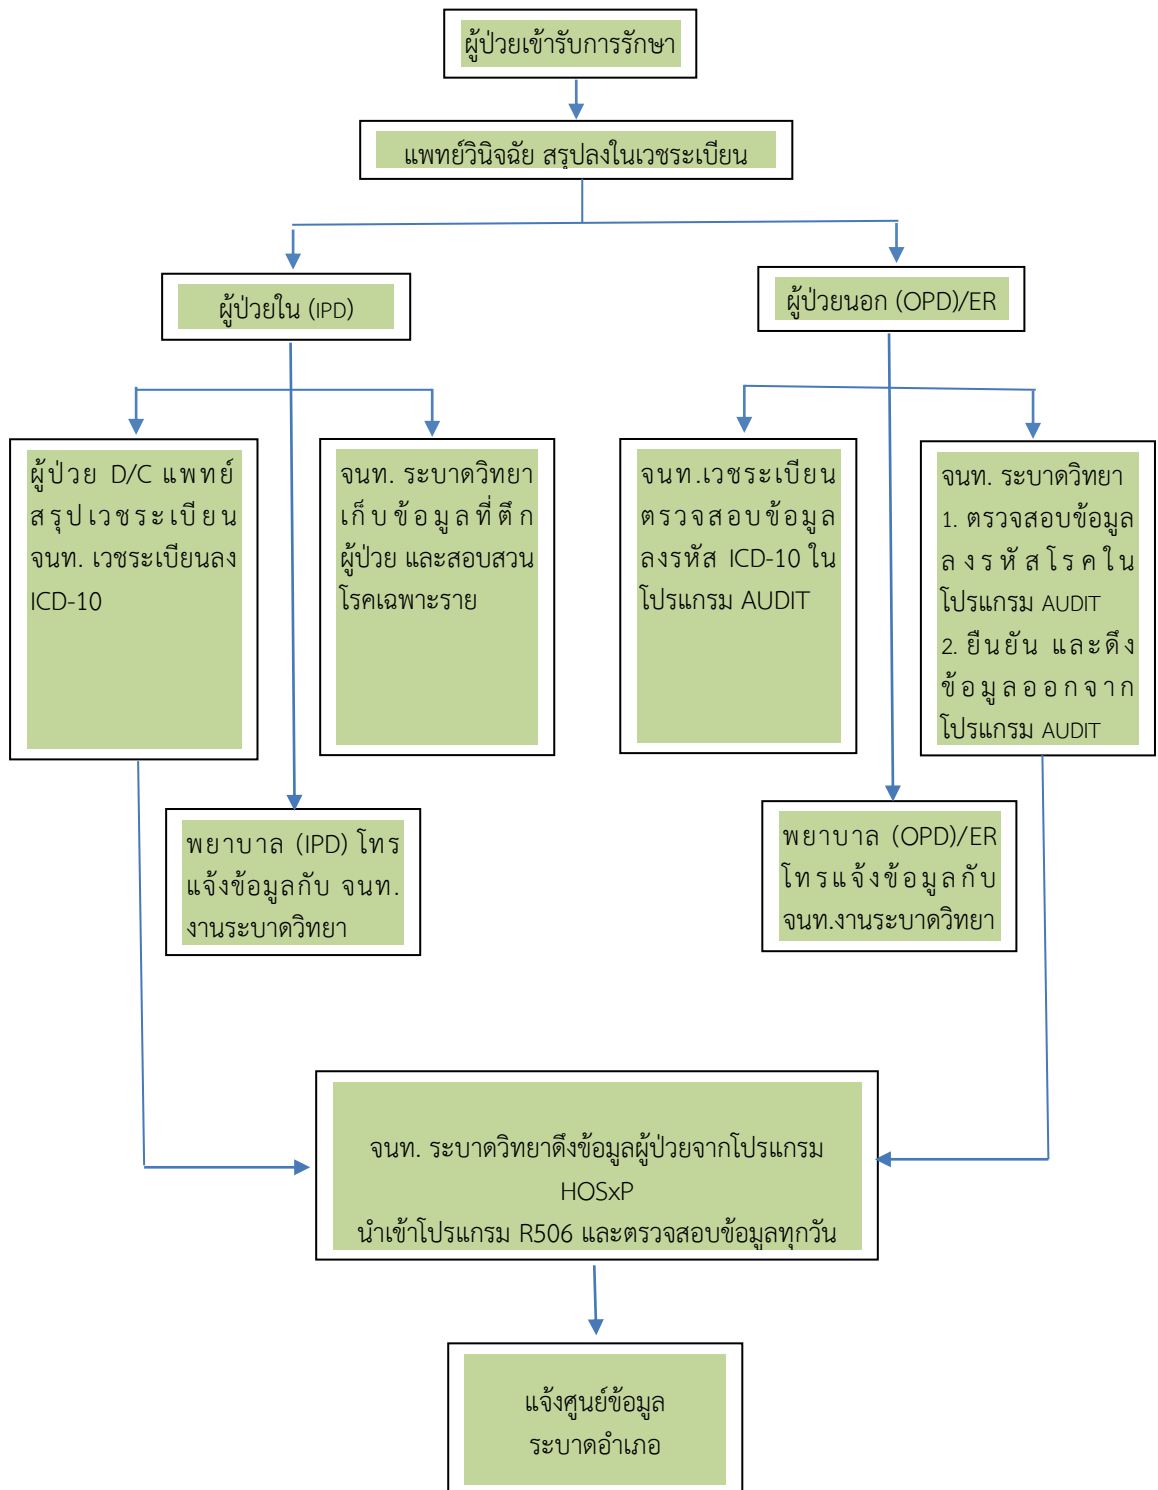 ผู้ป่วยเข้ารับการรักษา
แพทย์วินิจฉัย สรุปลงในเวชระเบียน
ผู้ป่วยใน (IPD)
ผู้ป่วยนอก (OPD)/ER
ผู้ป่วย D/C แพทย์
สรุปเวชระเบียน
จนท. เวชระเบียนลง
ICD-10
จนท. ระบาดวิทยา
เก็บข้อมูลที่ตึก
ผู้ป่วย และสอบสวน
โรคเฉพาะราย
จนท.เวชระเบียน
ตรวจสอบข้อมูล
ลงรหัส ICD-10 ใน
โปรแกรม AUDIT
จนท. ระบาดวิทยา
1. ตรวจสอบข้อมูล
ลงรหัสโรคใน
โปรแกรม AUDIT
2. ยืนยัน และดึง
ข้อมูลออกจาก
โปรแกรม AUDIT
พยาบาล (IPD) โทร
แจ้งข้อมูลกับ จนท.
งานระบาดวิทยา
พยาบาล (OPD)/ER
โทรแจ้งข้อมูลกับ
จนท.งานระบาดวิทยา
จนท. ระบาดวิทยาดึงข้อมูลผู้ป่วยจากโปรแกรม
HOSxP
นำเข้าโปรแกรม R506 และตรวจสอบข้อมูลทุกวัน
แจ้งศูนย์ข้อมูล
ระบาดอำเภอ